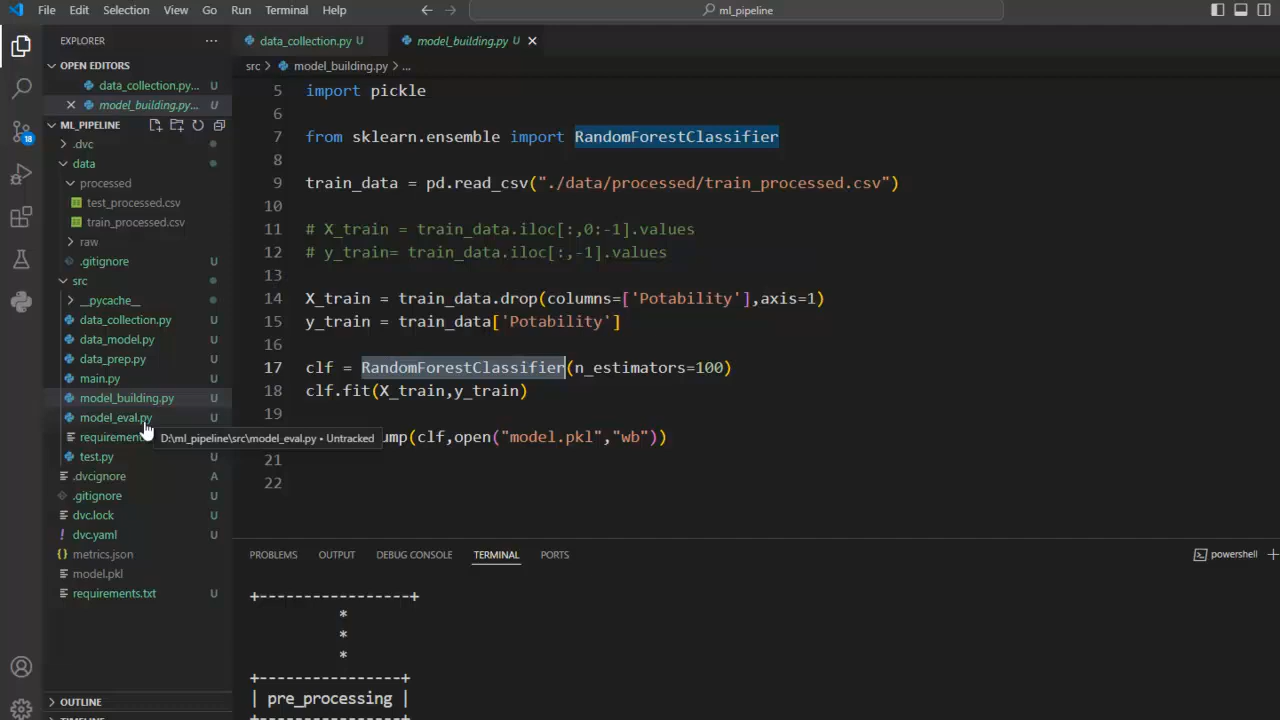 File Edit Selection View Go Run Terminal Help
ml_pipeline
EXPLORER
OPEN EDITORS
data_collection.py... U
model_building.py... U
ML_PIPELINE
.dvc
data
processed
test_processed.csv
train_processed.csv
raw
.gitignore
src
__pycache__
data_collection.py U
data_model.py U
data_prep.py U
main.py U
model_building.py U
model_eval.py U
requirement
D:\ml_pipeline\src\model_eval.py • Untracked
test.py U
.dvcignore A
.gitignore U
dvc.lock U
dvc.yaml U
metrics.json
model.pkl
requirements.txt U
OUTLINE
18
data_collection.py U
model_building.py U
src > model_building.py > ...
5 import pickle
6
7 from sklearn.ensemble import RandomForestClassifier
8
9 train_data = pd.read_csv("./data/processed/train_processed.csv")
10
11 # X_train = train_data.iloc[:,0:-1].values
12 # y_train= train_data.iloc[:,-1].values
13
14 X_train = train_data.drop(columns=['Potability'],axis=1)
15 y_train = train_data['Potability']
16
17 clf = RandomForestClassifier(n_estimators=100)
18 clf.fit(X_train,y_train)
19
ump(clf,open("model.pkl","wb"))
21
22
PROBLEMS OUTPUT DEBUG CONSOLE TERMINAL PORTS
powershell
+----------------+
*
*
*
+----------------+
| pre_processing |
+----------------+